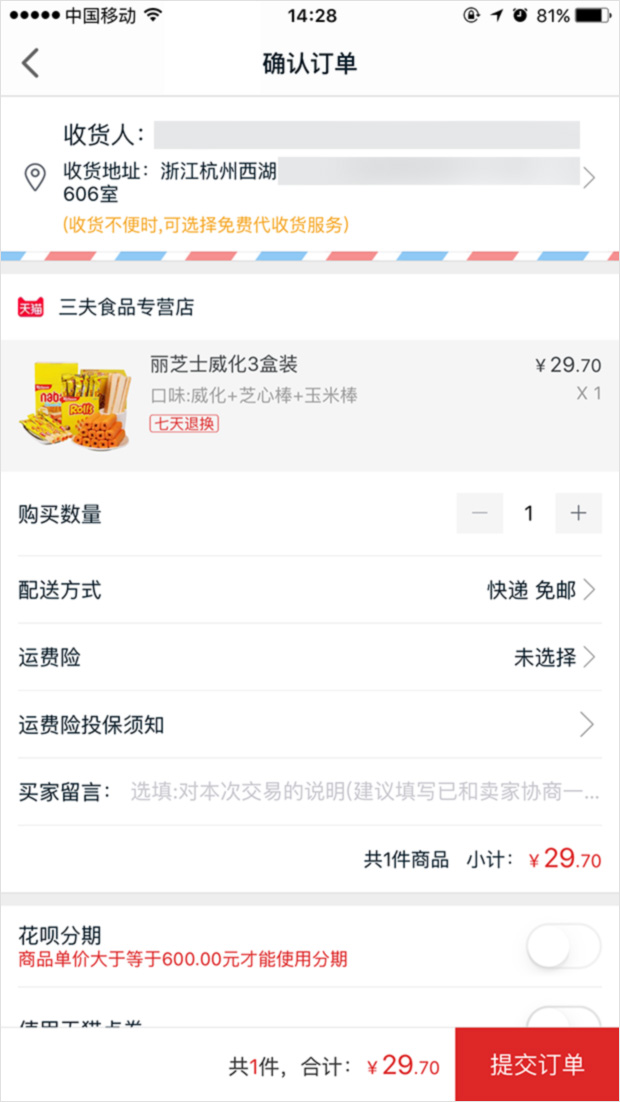 中国移动 14:28 81%
确认订单
收货人：
收货地址：浙江杭州西湖
606室
(收货不便时,可选择免费代收货服务)
天猫 三夫食品专营店
丽芝士威化3盒装 ¥29.70
口味:威化+芝心棒+玉米棒 X 1
七天退换
购买数量 1
配送方式 快递 免邮
运费险 未选择
运费险投保须知
买家留言： 选填:对本次交易的说明(建议填写已和卖家协商一...
共1件商品 小计：¥29.70
花呗分期
商品单价大于等于600.00元才能使用分期
共1件，合计：¥29.70 提交订单